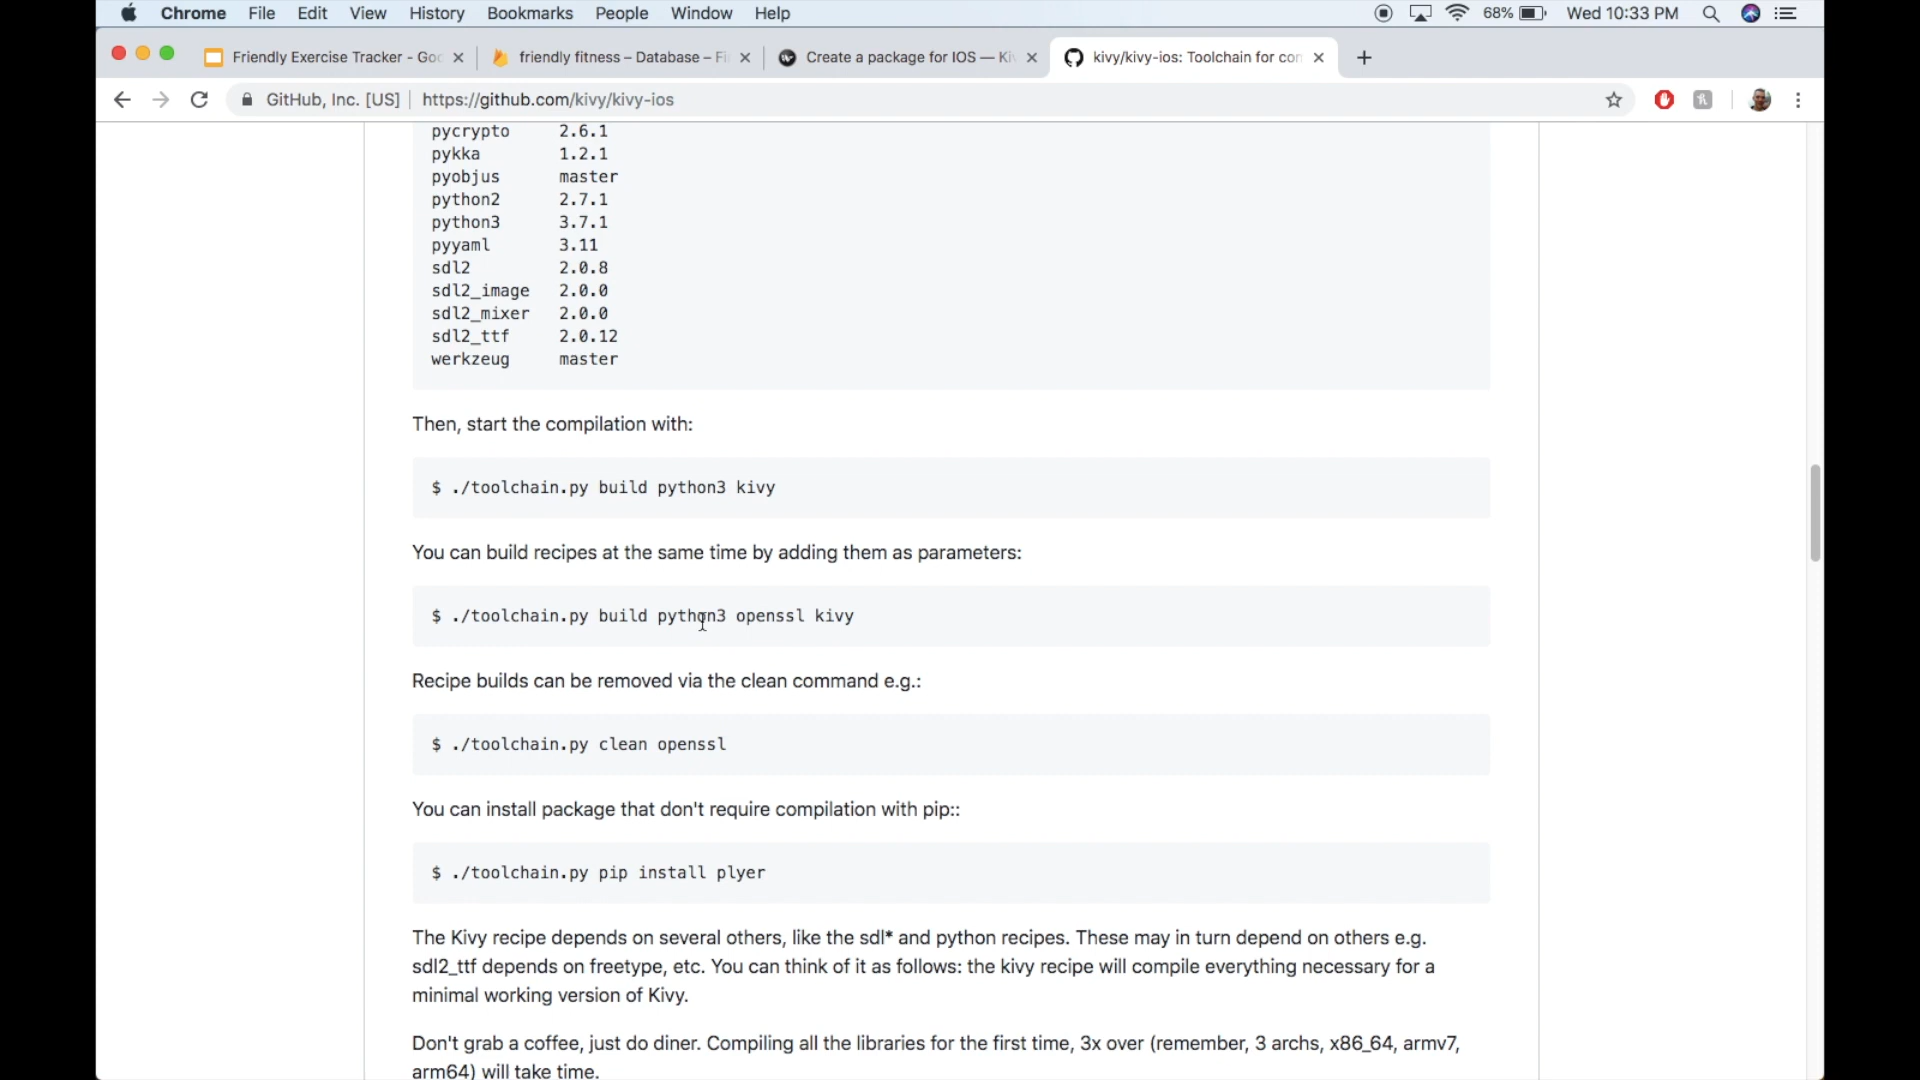 Chrome File Edit View History Bookmarks People Window Help 68% Wed 10:33 PM
Friendly Exercise Tracker - Goo friendly fitness – Database – Fi Create a package for IOS — Kiv kivy/kivy-ios: Toolchain for con
GitHub, Inc. [US] https://github.com/kivy/kivy-ios
pycrypto 2.6.1
pykka 1.2.1
pyobjus master
python2 2.7.1
python3 3.7.1
pyyaml 3.11
sdl2 2.0.8
sdl2_image 2.0.0
sdl2_mixer 2.0.0
sdl2_ttf 2.0.12
werkzeug master
Then, start the compilation with:
$ ./toolchain.py build python3 kivy
You can build recipes at the same time by adding them as parameters:
$ ./toolchain.py build python3 openssl kivy
Recipe builds can be removed via the clean command e.g.:
$ ./toolchain.py clean openssl
You can install package that don't require compilation with pip::
$ ./toolchain.py pip install plyer
The Kivy recipe depends on several others, like the sdl* and python recipes. These may in turn depend on others e.g.
sdl2_ttf depends on freetype, etc. You can think of it as follows: the kivy recipe will compile everything necessary for a
minimal working version of Kivy.
Don't grab a coffee, just do diner. Compiling all the libraries for the first time, 3x over (remember, 3 archs, x86_64, armv7,
arm64) will take time.